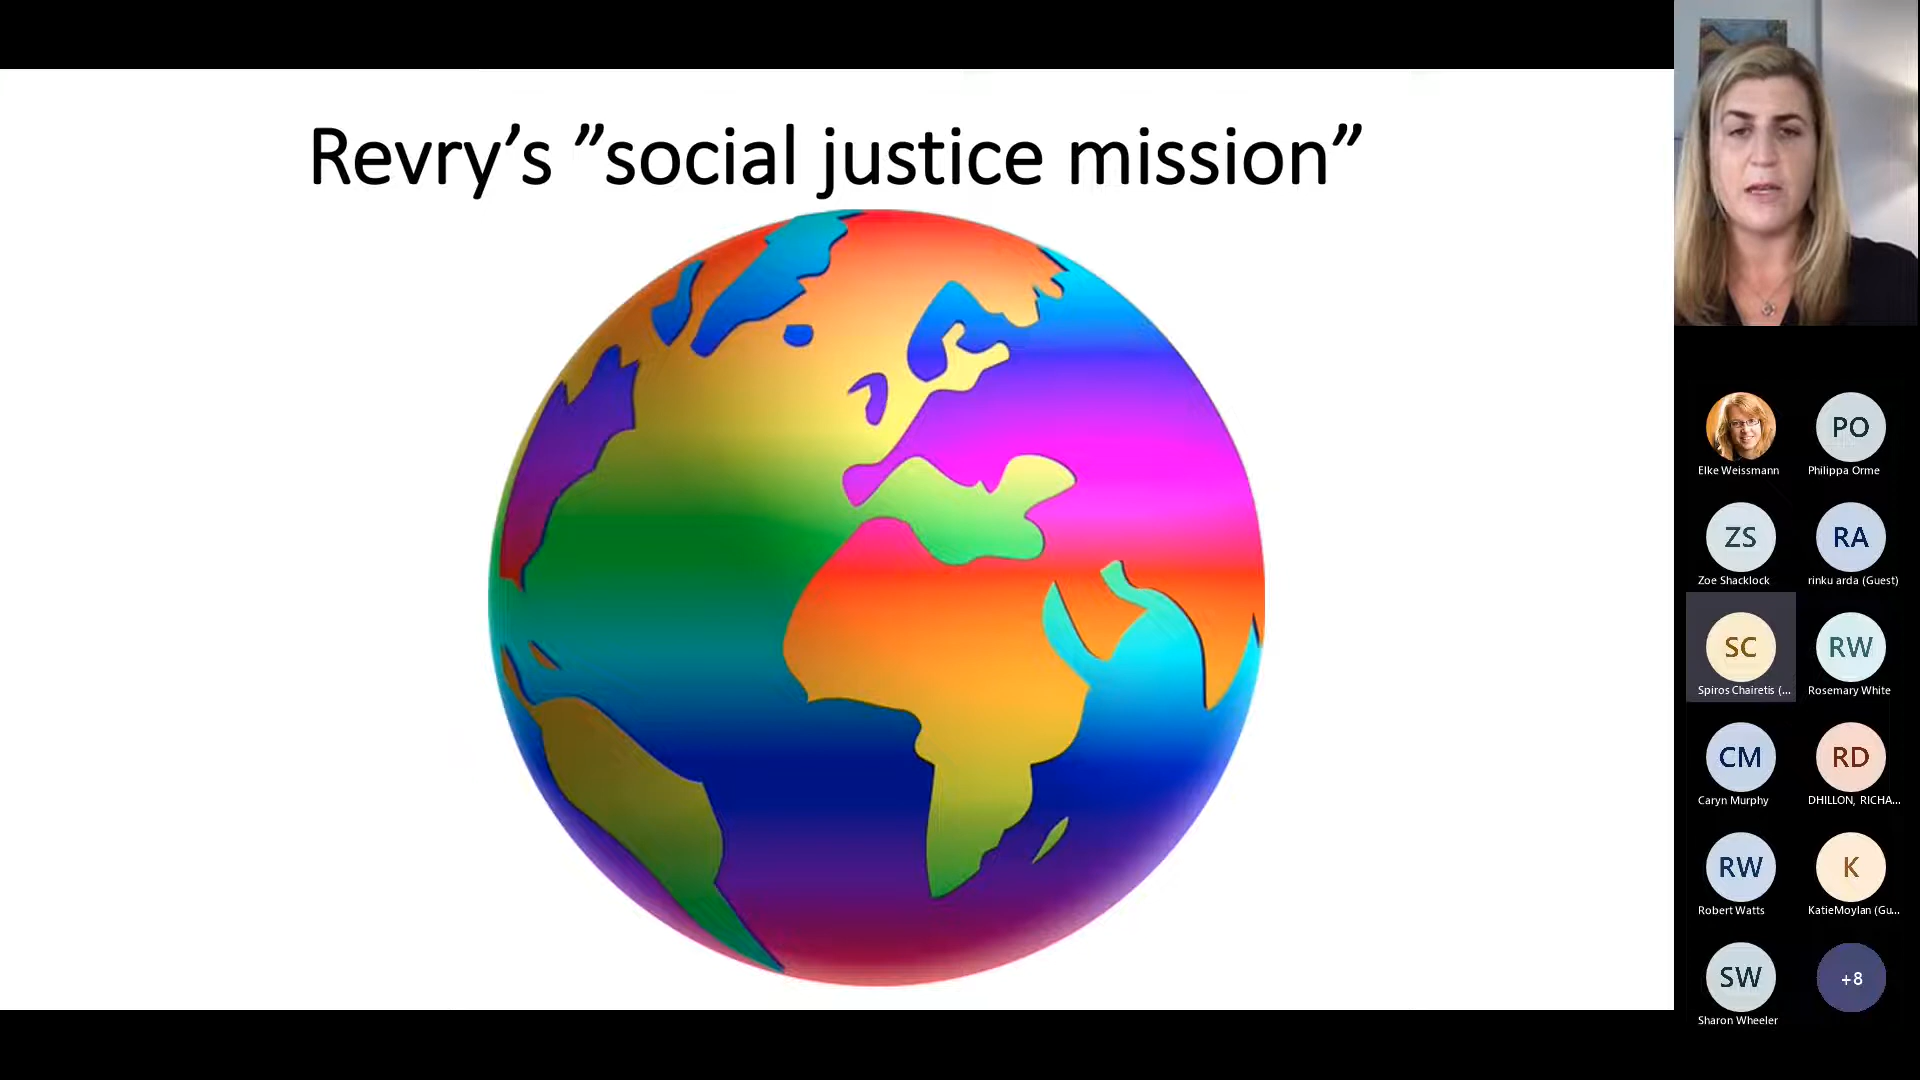 Revry’s ”social justice mission”
Elke Weissmann
PO
Philipa Orme
ZS
Zoe Shacklock
RA
rinku arda (Guest)
SC
Spiros Chairetis (...
RW
Rosemary White
CM
Caryn Murphy
RD
DHILLON, RICHA...
RW
Robert Watts
K
KatieMoylan (Gu...
SW
Sharon Wheeler
+8